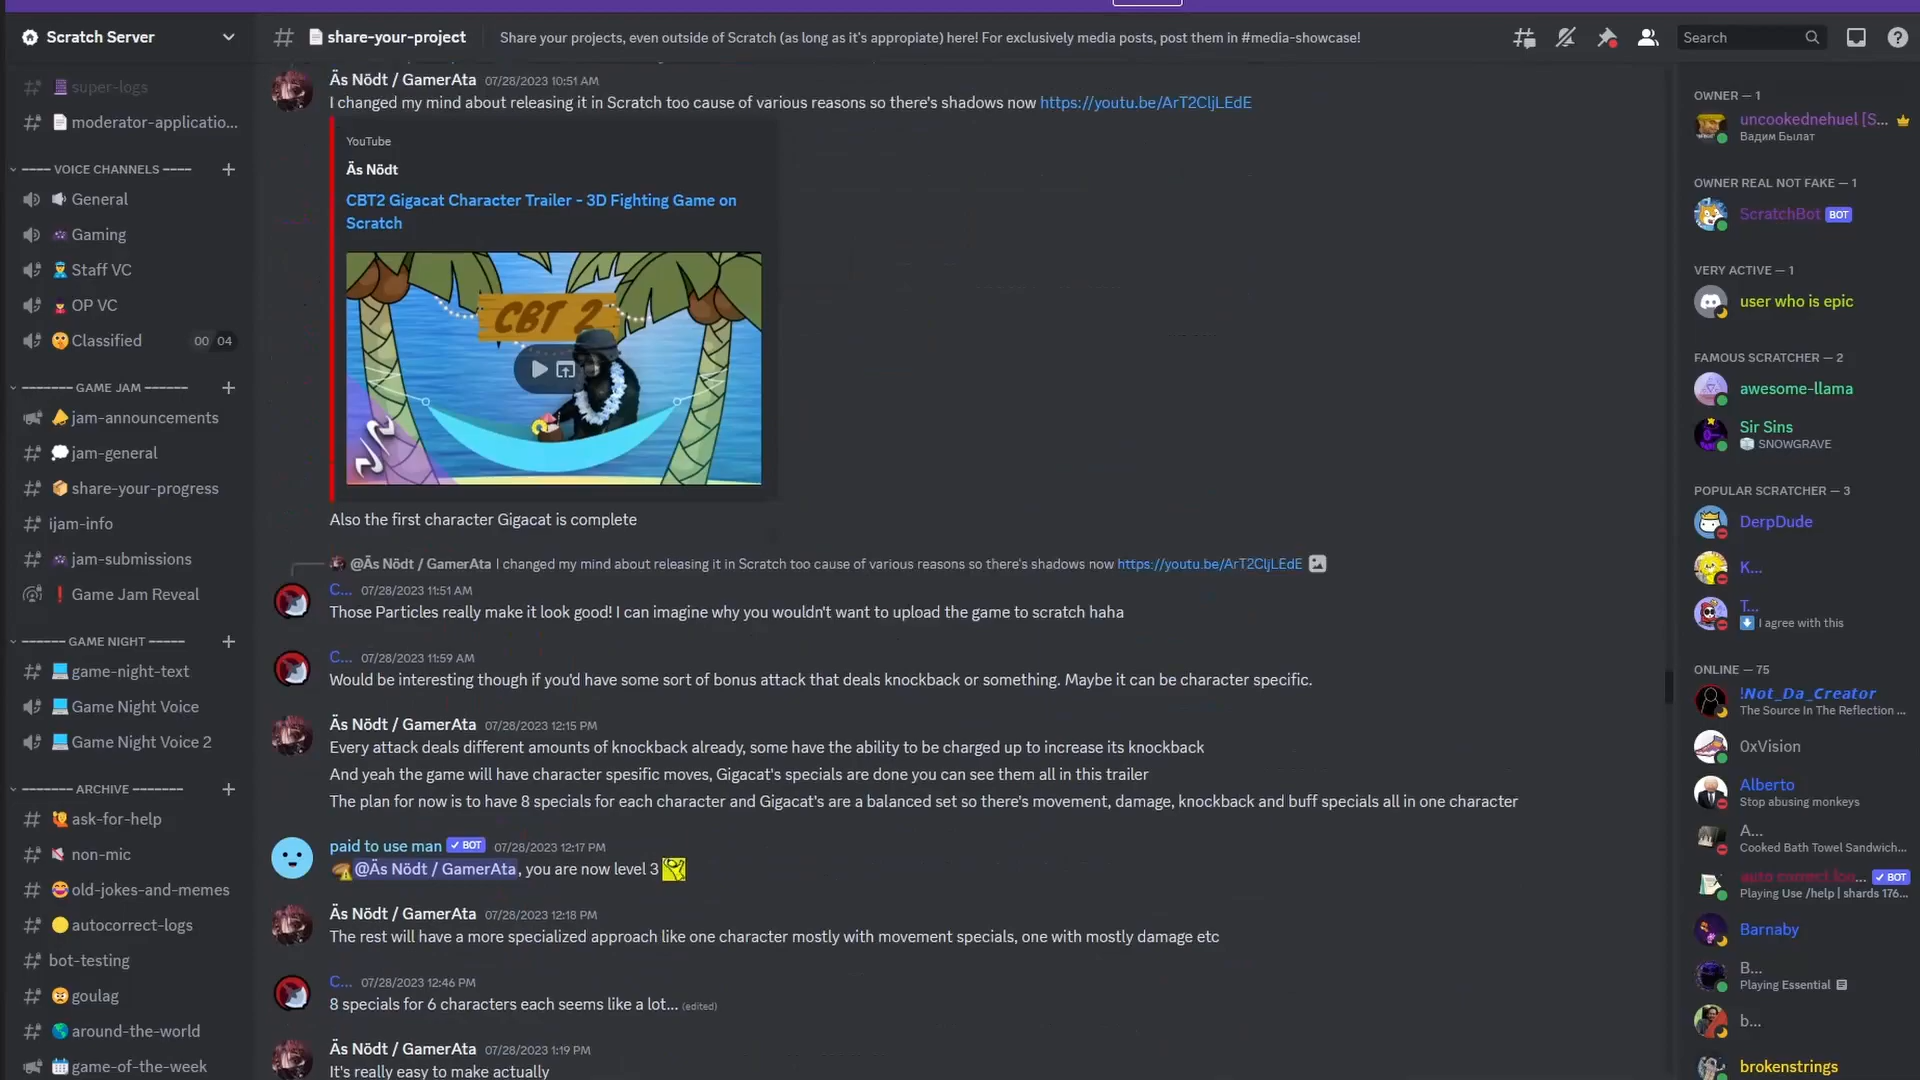 Scratch Server
share-your-project
Share your projects, even outside of Scratch (as long as it's appropiate) here! For exclusively media posts, post them in #media-showcase!
Search
super-logs
moderator-applicatio...
---- VOICE CHANNELS ----
General
Gaming
Staff VC
OP VC
Classified
00 04
------- GAME JAM ------
jam-announcements
jam-general
share-your-progress
ijam-info
jam-submissions
Game Jam Reveal
------ GAME NIGHT -----
game-night-text
Game Night Voice
Game Night Voice 2
------- ARCHIVE -------
ask-for-help
non-mic
old-jokes-and-memes
autocorrect-logs
bot-testing
goulag
around-the-world
game-of-the-week
Äs Nödt / GamerAta 07/28/2023 10:51 AM
I changed my mind about releasing it in Scratch too cause of various reasons so there's shadows now https://youtu.be/ArT2CljLEdE
YouTube
Äs Nödt
CBT2 Gigacat Character Trailer - 3D Fighting Game on
Scratch
CBT 2
Also the first character Gigacat is complete
@Äs Nödt / GamerAta I changed my mind about releasing it in Scratch too cause of various reasons so there's shadows now https://youtu.be/ArT2CljLEdE
C... 07/28/2023 11:51 AM
Those Particles really make it look good! I can imagine why you wouldn't want to upload the game to scratch haha
C... 07/28/2023 11:59 AM
Would be interesting though if you'd have some sort of bonus attack that deals knockback or something. Maybe it can be character specific.
Äs Nödt / GamerAta 07/28/2023 12:15 PM
Every attack deals different amounts of knockback already, some have the ability to be charged up to increase its knockback
And yeah the game will have character spesific moves, Gigacat's specials are done you can see them all in this trailer
The plan for now is to have 8 specials for each character and Gigacat's are a balanced set so there's movement, damage, knockback and buff specials all in one character
paid to use man BOT 07/28/2023 12:17 PM
@Äs Nödt / GamerAta, you are now level 3
Äs Nödt / GamerAta 07/28/2023 12:18 PM
The rest will have a more specialized approach like one character mostly with movement specials, one with mostly damage etc
C... 07/28/2023 12:46 PM
8 specials for 6 characters each seems like a lot... (edited)
Äs Nödt / GamerAta 07/28/2023 1:19 PM
It's really easy to make actually
OWNER — 1
uncookednehuel [S...
Вадим Былат
OWNER REAL NOT FAKE — 1
ScratchBot BOT
VERY ACTIVE — 1
user who is epic
FAMOUS SCRATCHER — 2
awesome-llama
Sir Sins
SNOWGRAVE
POPULAR SCRATCHER — 3
DerpDude
K...
T...
I agree with this
ONLINE — 75
!Not_Da_Creator
The Source In The Reflection ...
0xVision
Alberto
Stop abusing monkeys
A...
Cooked Bath Towel Sandwich...
auto correct log... BOT
Playing Use /help | shards 176...
Barnaby
B...
Playing Essential
b...
brokenstrings